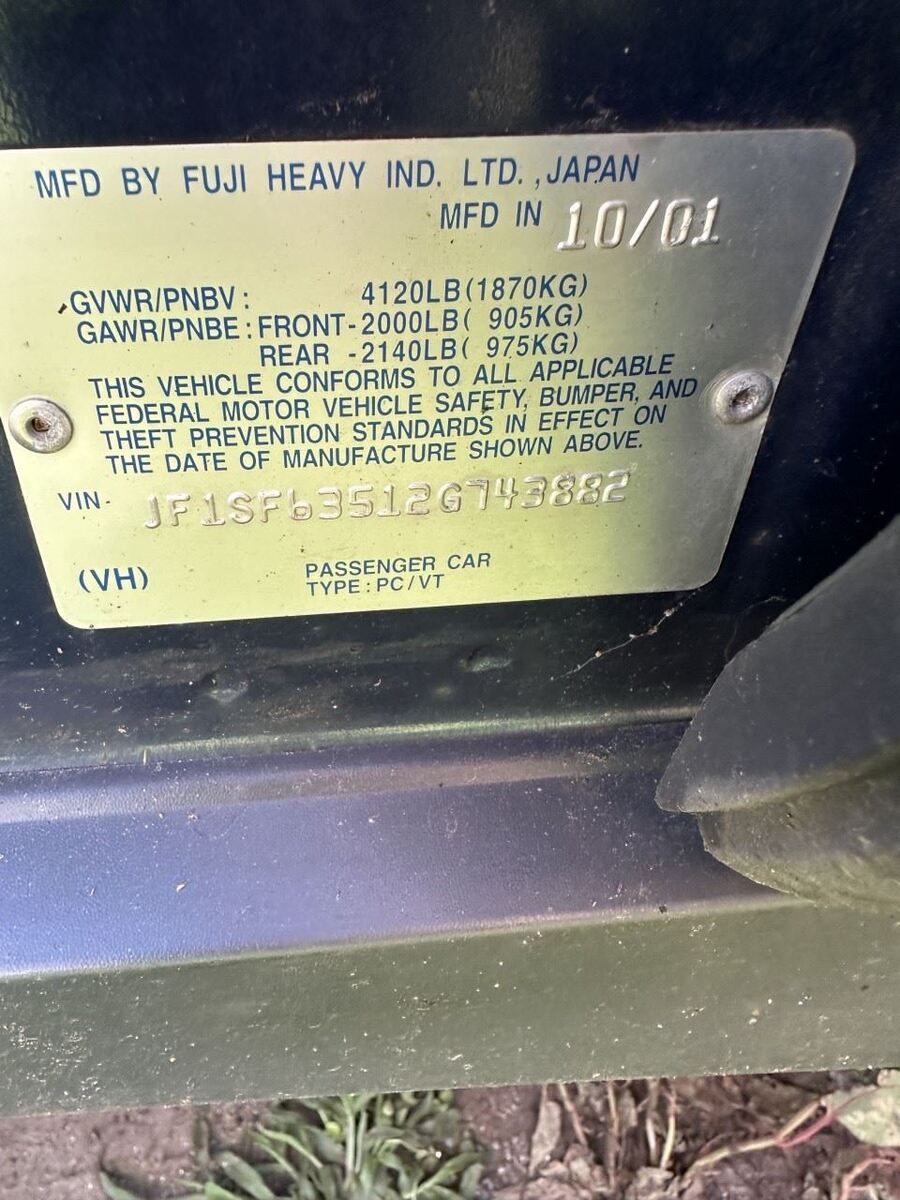 MFD BY FUJI HEAVY IND. LTD., JAPAN
MFD IN 10/01
GVWR/PNBV: 4120LB(1870KG)
GAWR/PNBE: FRONT-2000LB( 905KG)
REAR -2140LB( 975KG)
THIS VEHICLE CONFORMS TO ALL APPLICABLE
FEDERAL MOTOR VEHICLE SAFETY, BUMPER, AND
THEFT PREVENTION STANDARDS IN EFFECT ON
THE DATE OF MANUFACTURE SHOWN ABOVE.
VIN- JF1SF63512G743882
(VH) PASSENGER CAR
TYPE:PC/VT